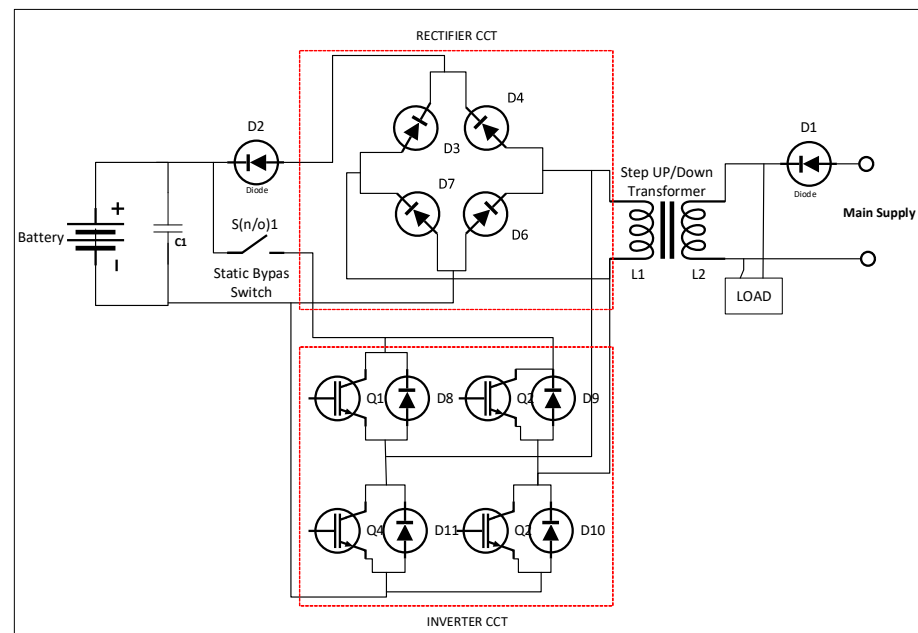 RECTIFIER CCT
D4
D2
D1
D3
Step UP/Down
Transformer
Diode
Diode
D7
Main Supply
S(n/o)1
+
Battery
C1
D6
Static Bypas
Switch
L1
L2
LOAD
Q1
D8
Q2
D9
Q4
D11
Q2
D10
INVERTER CCT